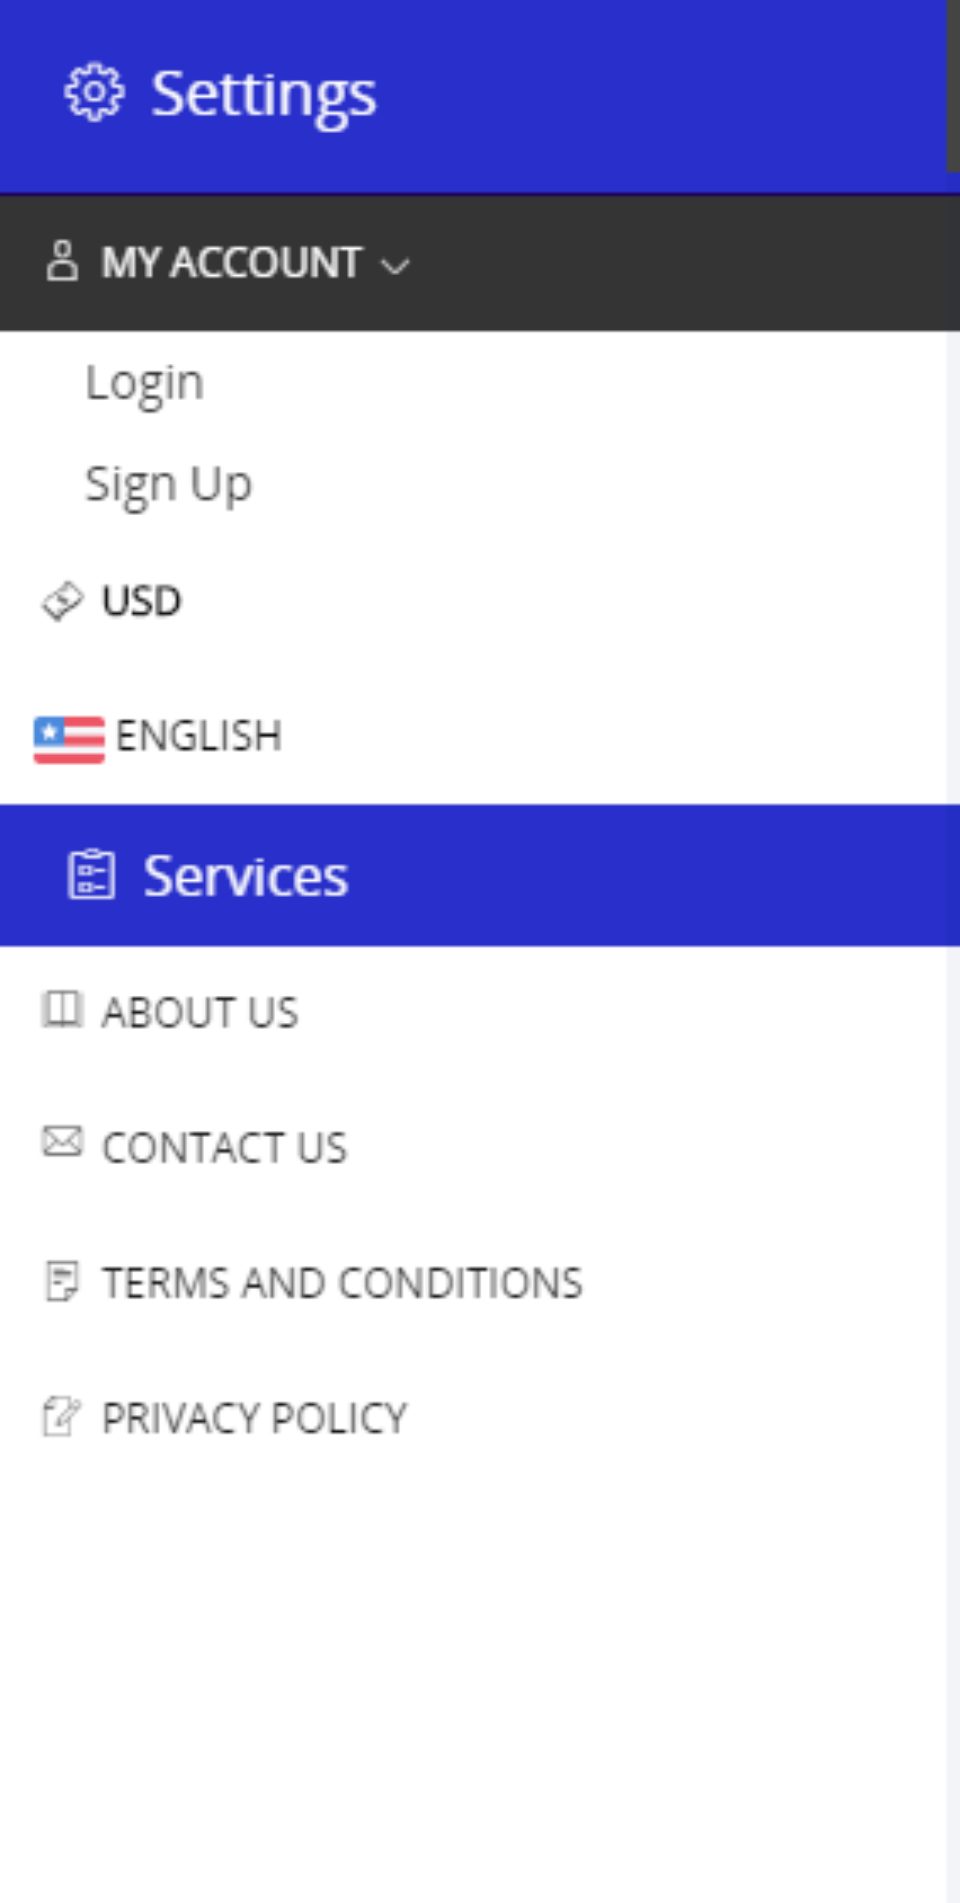 Settings
MY ACCOUNT
Login
Sign Up
USD
ENGLISH
Services
ABOUT US
CONTACT US
TERMS AND CONDITIONS
PRIVACY POLICY